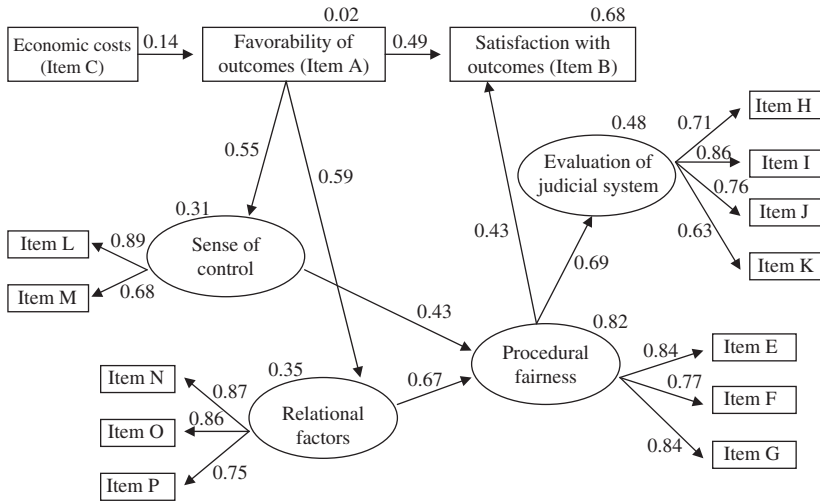 0.02
0.68
Economic costs
(Item C)
0.14
Favorability of
outcomes (Item A)
0.49
Satisfaction with
outcomes (Item B)
0.55
0.59
0.43
0.48
Evaluation of
judicial system
0.71
0.86
0.76
0.63
Item H
Item I
Item J
Item K
0.31
Sense of
control
0.89
0.68
Item L
Item M
0.43
0.69
0.82
Procedural
fairness
0.84
0.77
0.84
Item E
Item F
Item G
0.35
Relational
factors
0.67
0.87
0.86
0.75
Item N
Item O
Item P